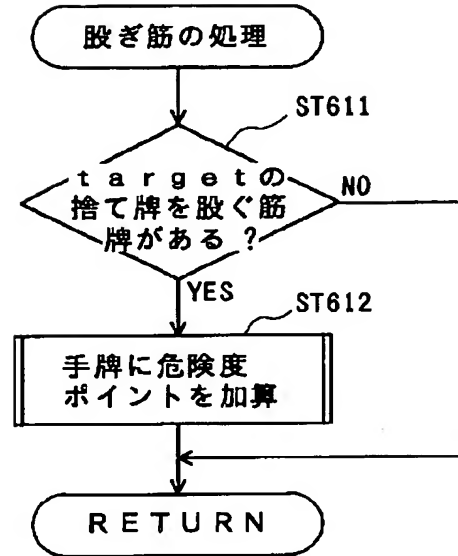 股ぎ筋の処理
ST611
targetの
捨て牌を股ぐ筋
牌がある？
NO
YES
ST612
手牌に危険度
ポイントを加算
RETURN